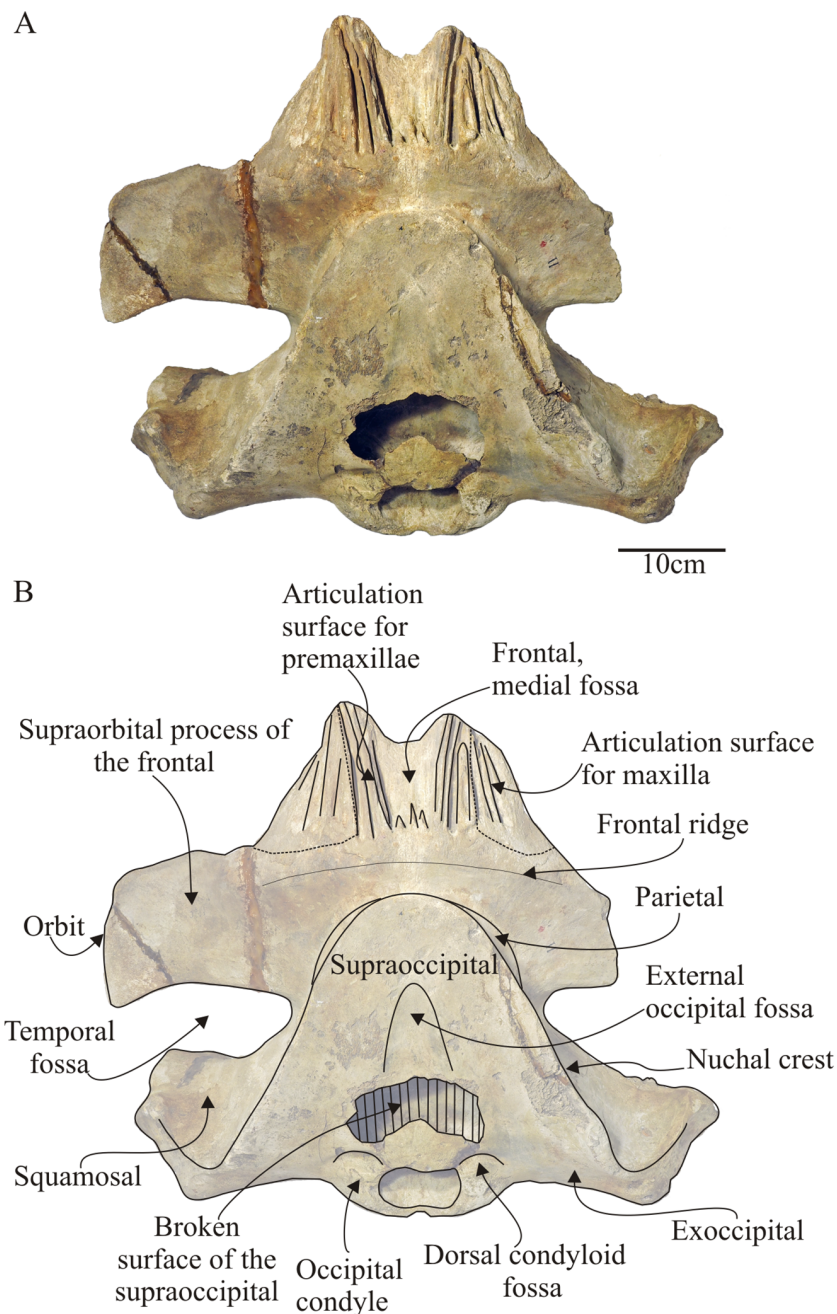 A
10cm
B
Articulation
surface for
premaxillae
Frontal,
medial fossa
Supraorbital process of
the frontal
Articulation surface
for maxilla
Frontal ridge
Parietal
Orbit
Supraoccipital
External
occipital fossa
Temporal
fossa
Nuchal crest
Squamosal
Broken
surface of the
supraoccipital
Occipital
condyle
Dorsal condyloid
fossa
Exoccipital